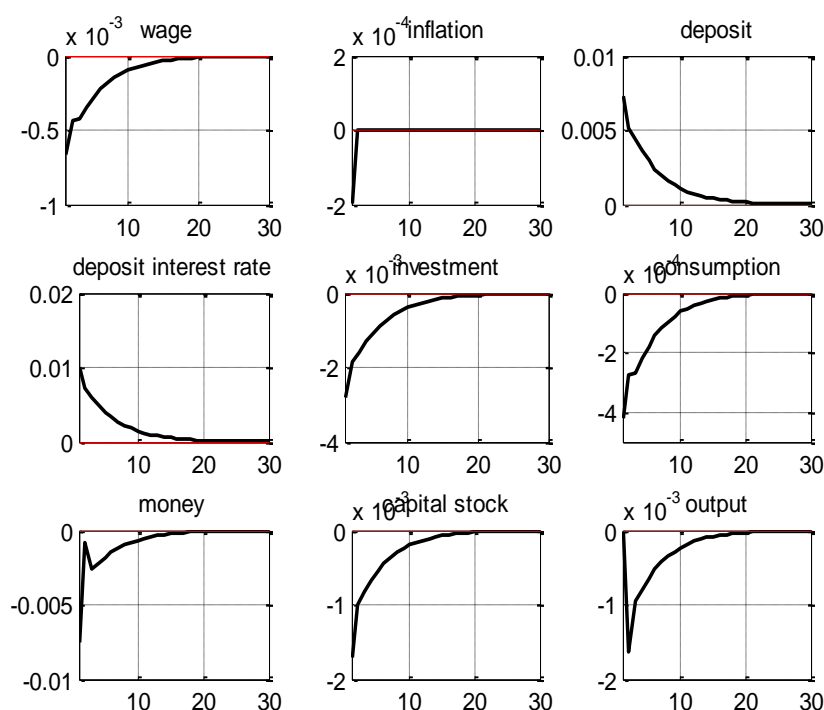 x 10^-3 wage
0
-0.5
-1
10 20 30
x 10^-4 inflation
2
0
-2
10 20 30
deposit
0.01
0.005
0
10 20 30
deposit interest rate
0.02
0.01
0
10 20 30
x 10^-3 investment
0
-2
-4
10 20 30
x 10^-4 consumption
0
-2
-4
10 20 30
money
0
-0.005
-0.01
10 20 30
x 10^-3 capital stock
0
-1
-2
10 20 30
x 10^-3 output
0
-1
-2
10 20 30